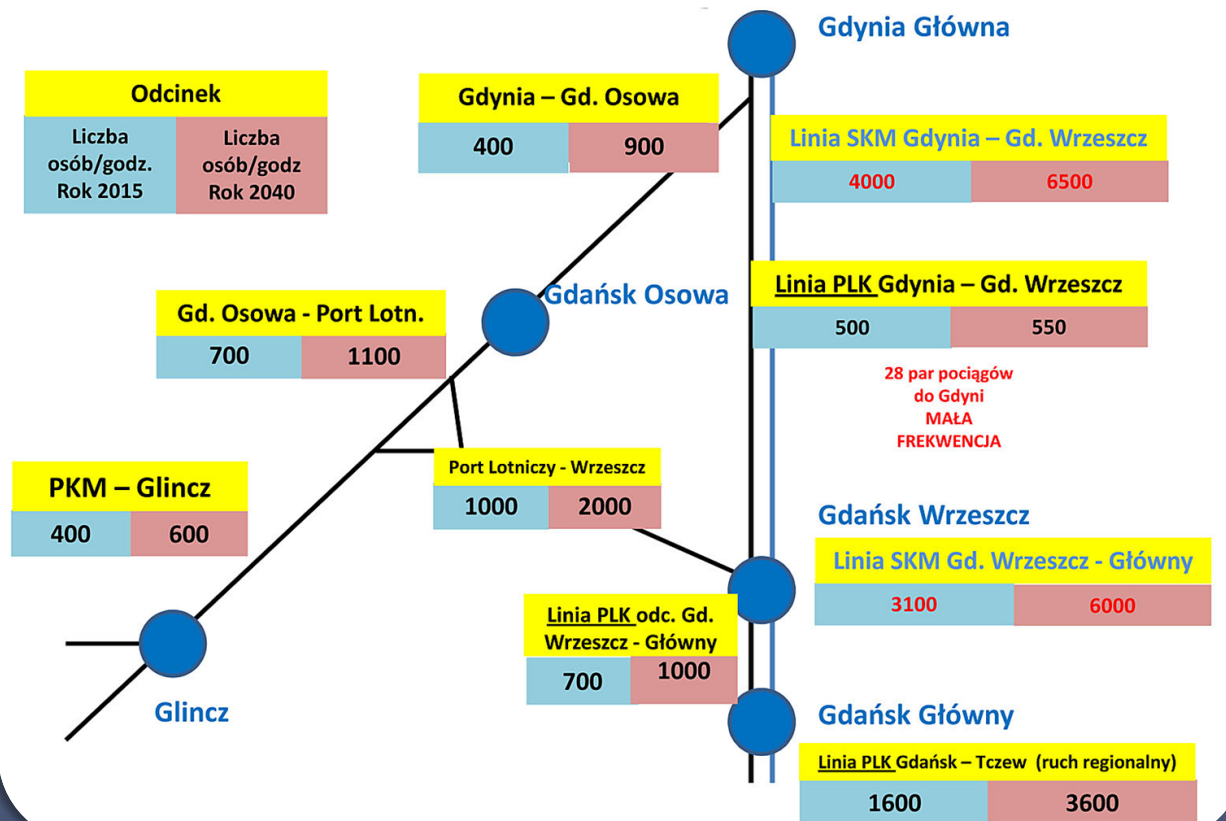 Gdynia Główna
Odcinek
Liczba
osób/godz.
Rok 2015
Liczba
osób/godz
Rok 2040
Gdynia – Gd. Osowa
400 900
Linia SKM Gdynia – Gd. Wrzeszcz
4000 6500
Gdańsk Osowa
Linia PLK Gdynia – Gd. Wrzeszcz
500 550
28 par pociągów
do Gdyni
MAŁA
FREKWENCJA
Gd. Osowa - Port Lotn.
700 1100
Port Lotniczy - Wrzeszcz
1000 2000
PKM – Glincz
400 600
Gdańsk Wrzeszcz
Linia SKM Gd. Wrzeszcz - Główny
3100 6000
Linia PLK odc. Gd.
Wrzeszcz - Główny
700 1000
Glincz
Gdańsk Główny
Linia PLK Gdańsk – Tczew (ruch regionalny)
1600 3600